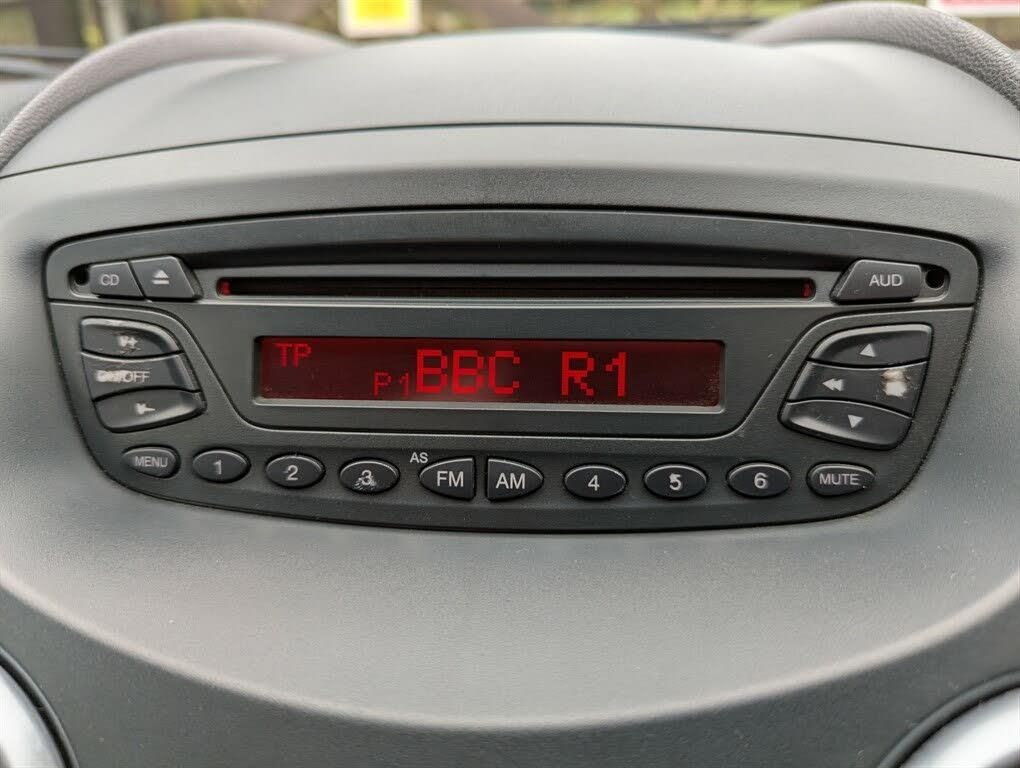 CD
AUD
TP
P1 BBC R1
ON/OFF
MENU 1 2 3 AS FM AM 4 5 6 MUTE